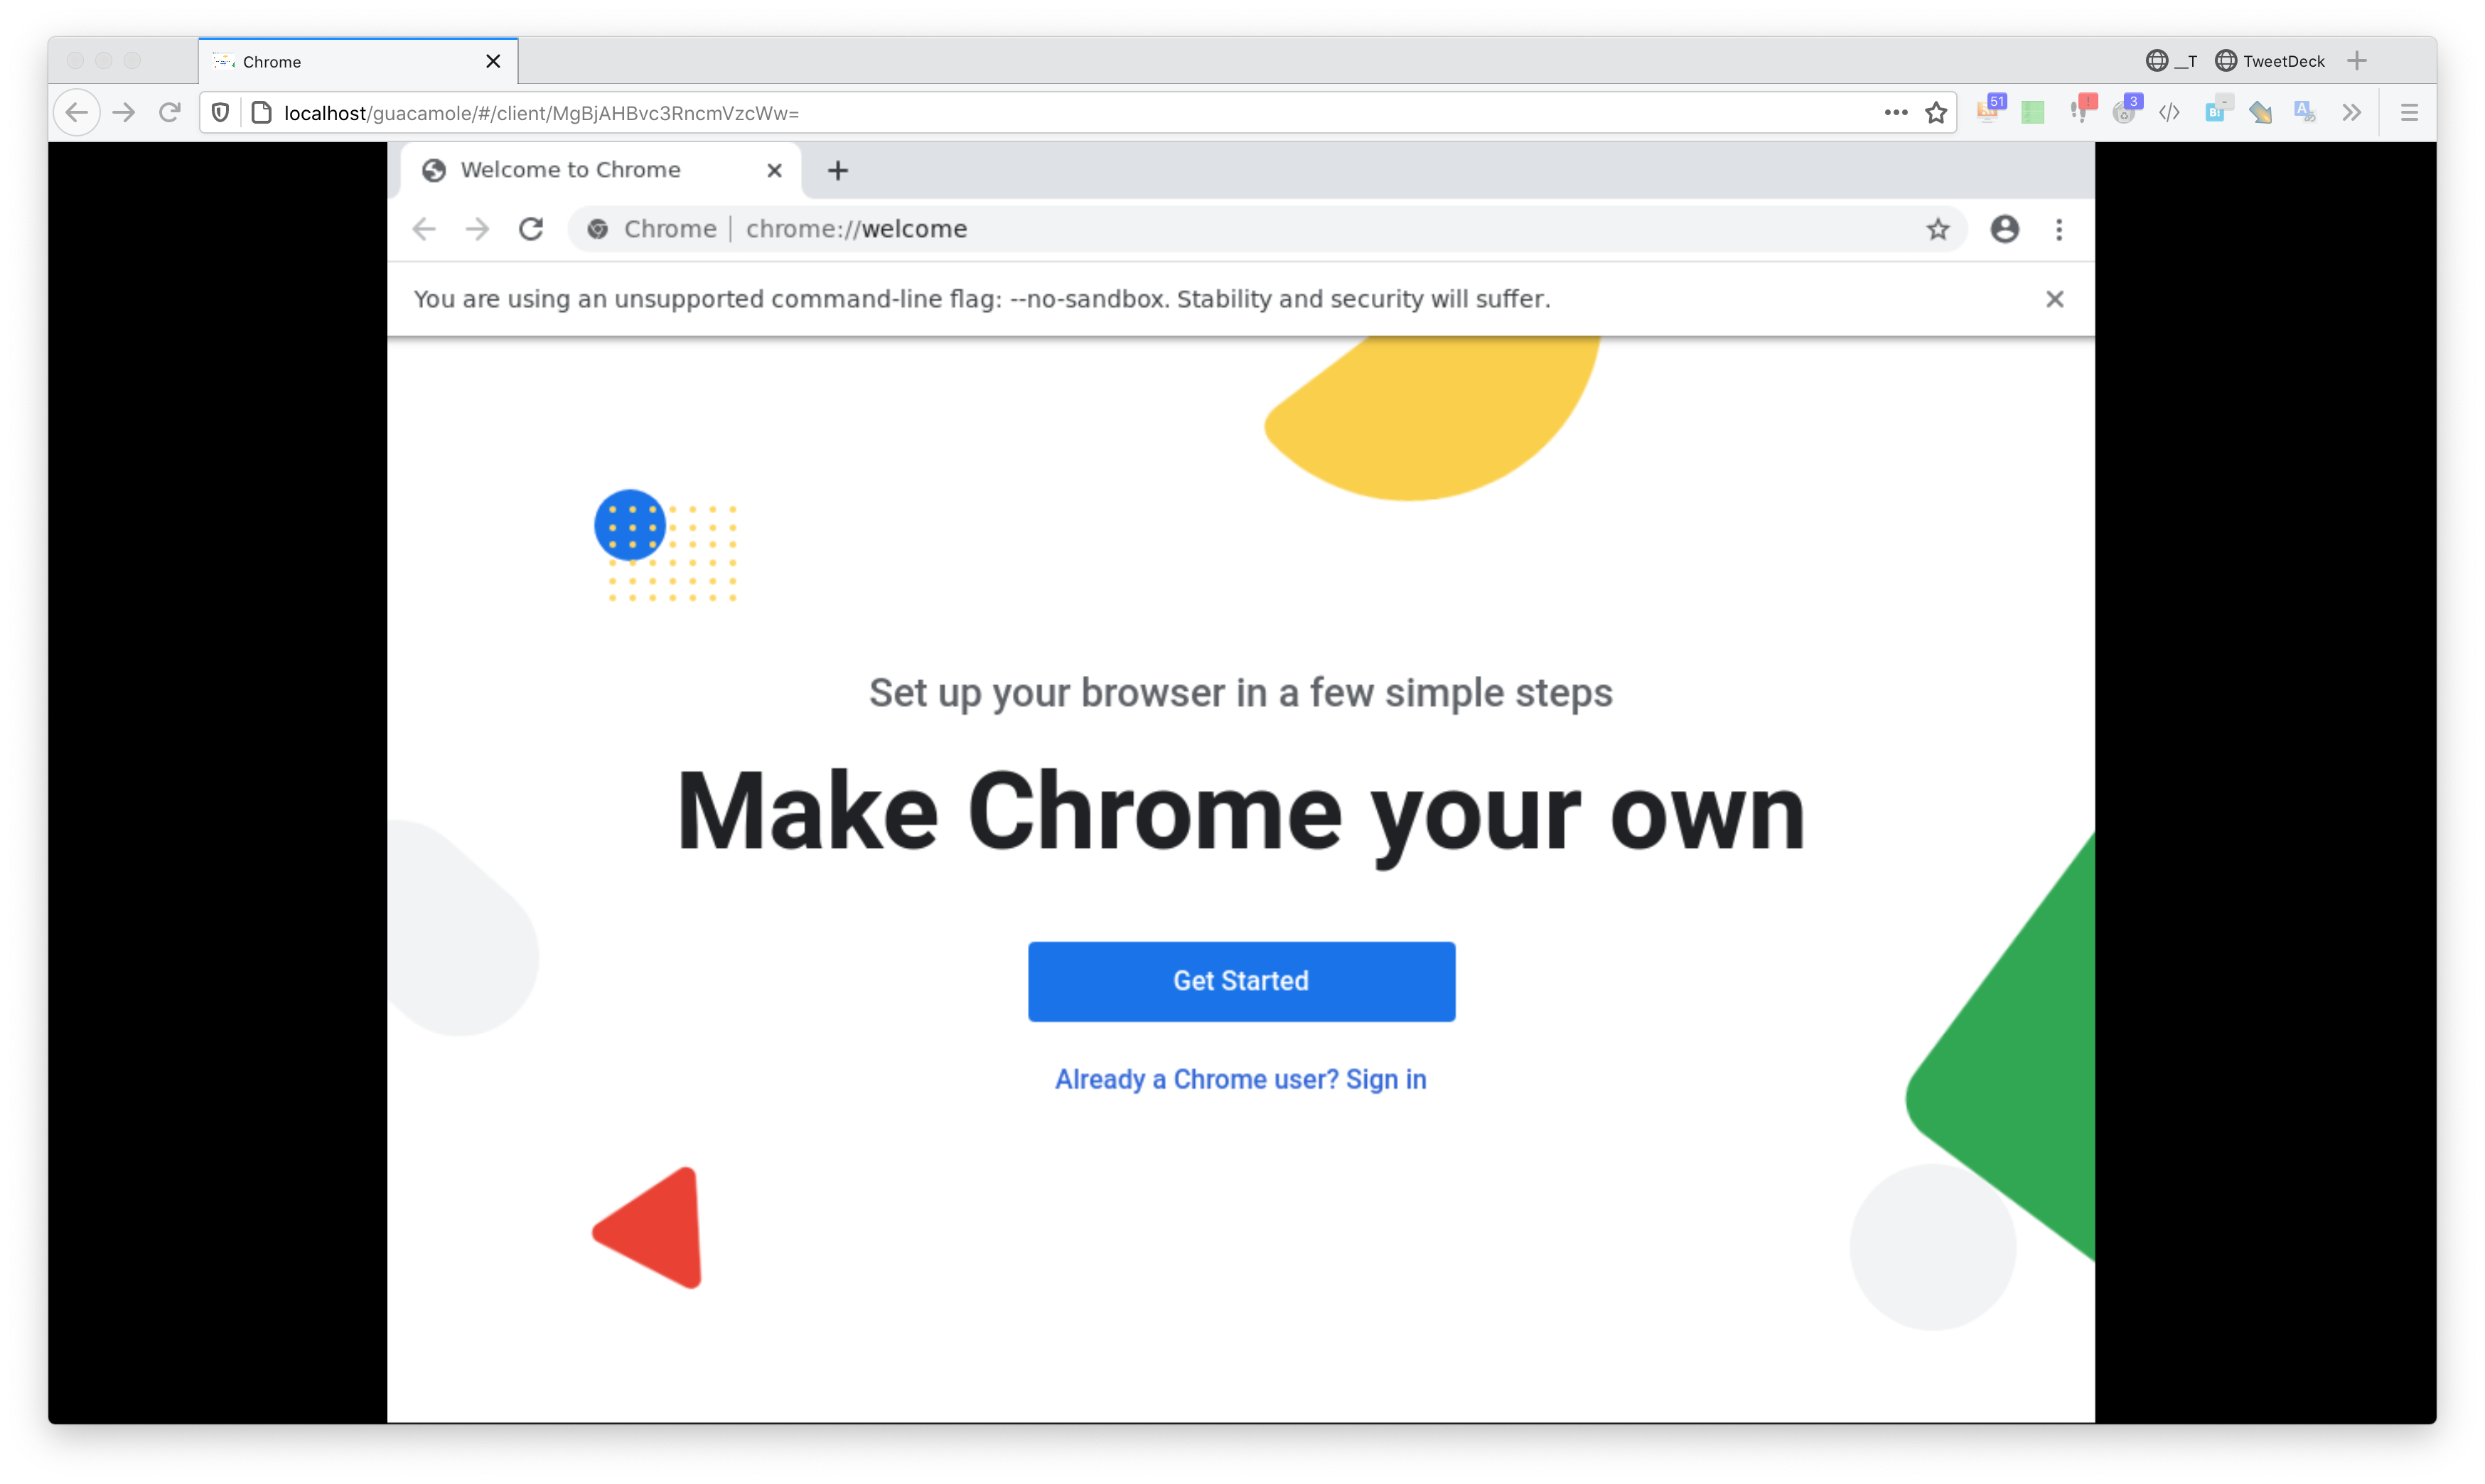 Chrome
__T
TweetDeck
localhost/guacamole/#/client/MgBjAHBvc3RncmVzcWw=
51
!
3
</>
B!
-
A
Welcome to Chrome
Chrome | chrome://welcome
You are using an unsupported command-line flag: --no-sandbox. Stability and security will suffer.
Set up your browser in a few simple steps
Make Chrome your own
Get Started
Already a Chrome user? Sign in